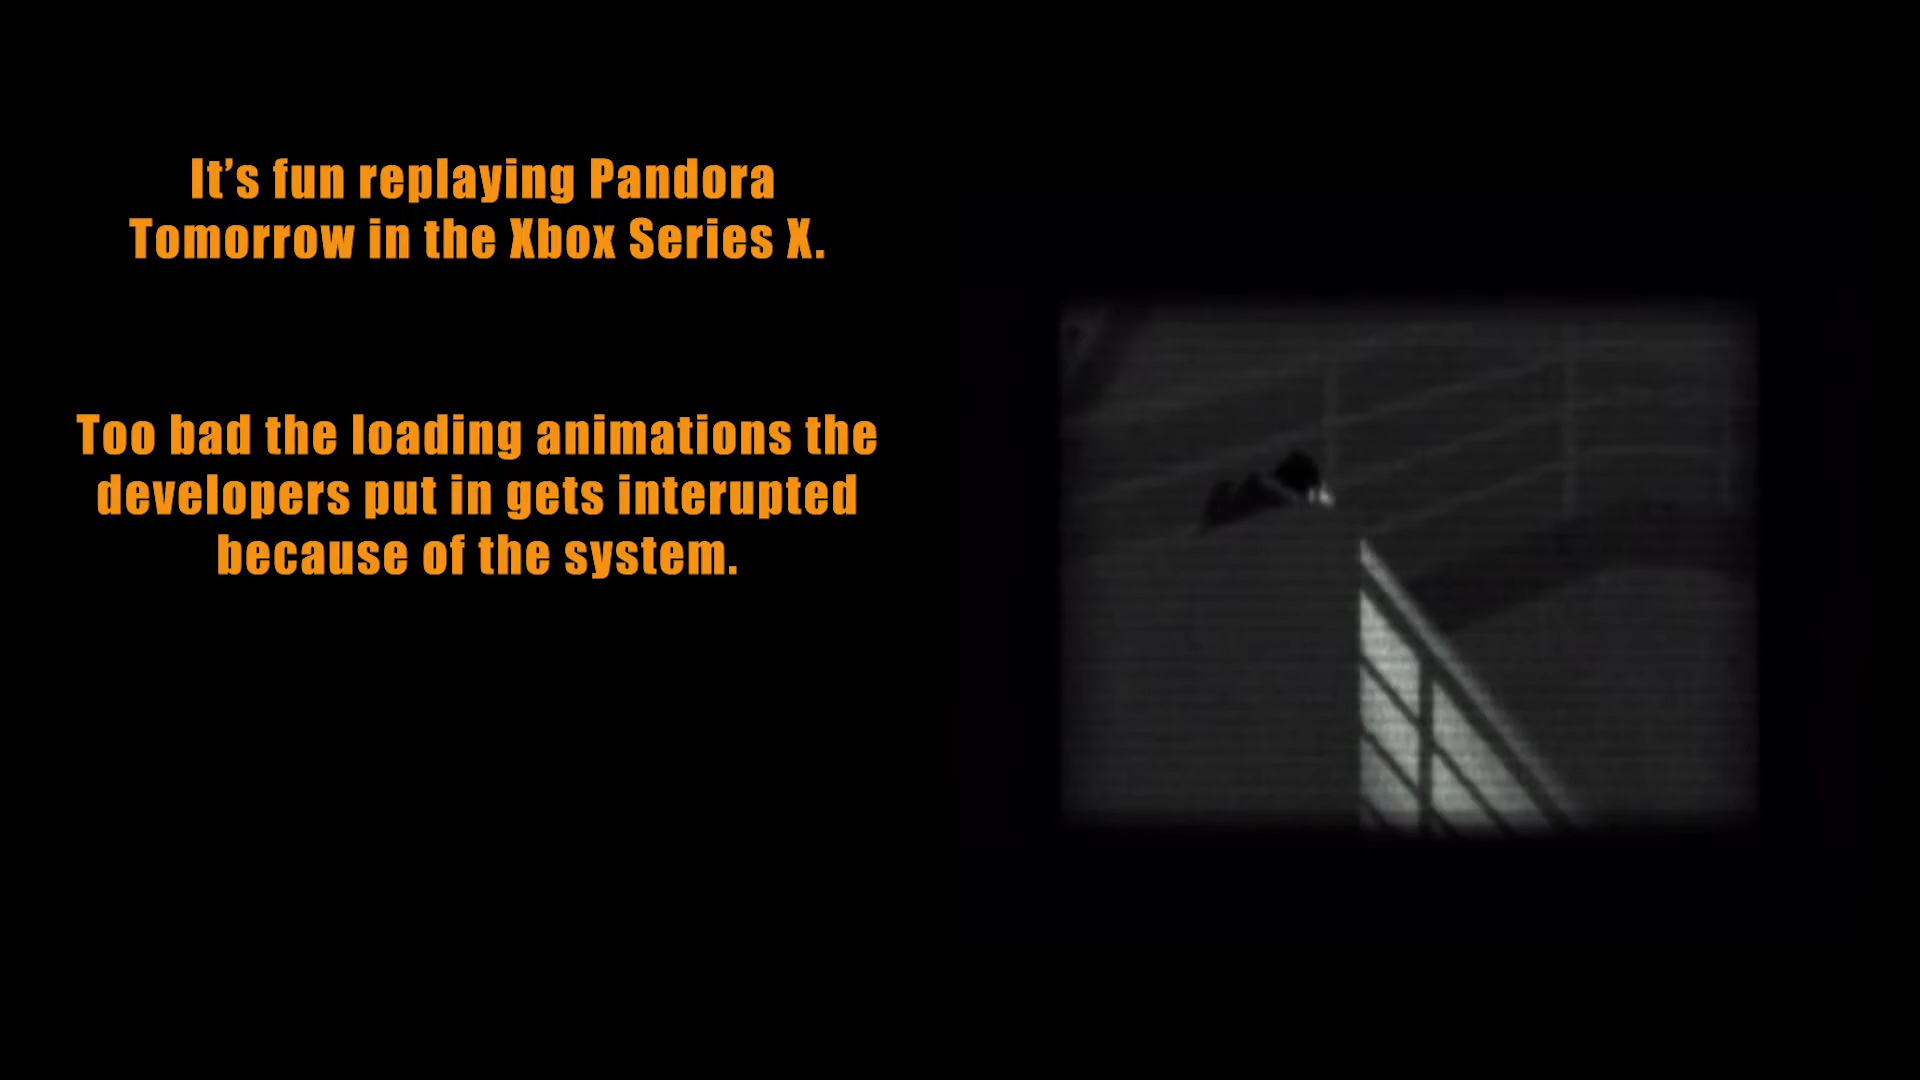 It’s fun replaying Pandora
Tomorrow in the Xbox Series X.
Too bad the loading animations the
developers put in gets interupted
because of the system.